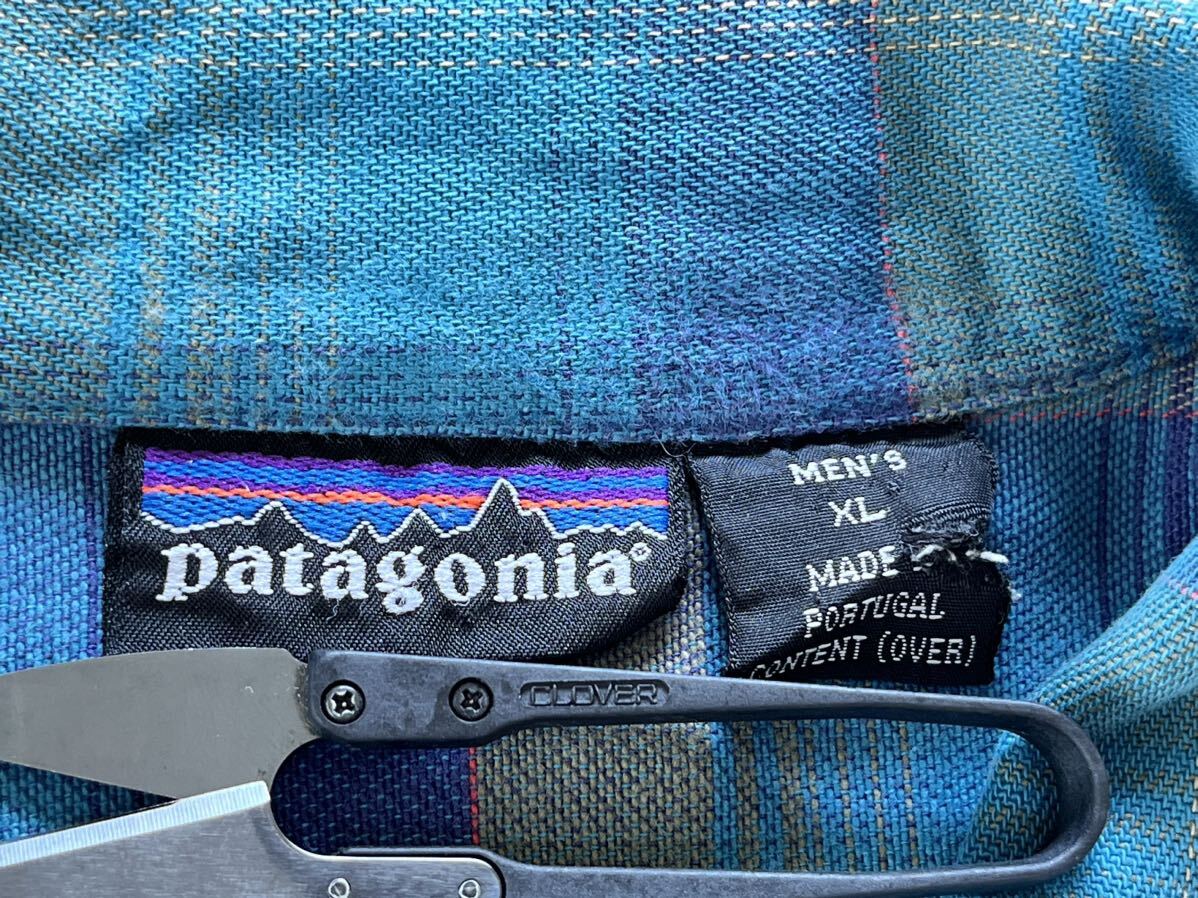 patagonia®
MEN'S
XL
MADE
PORTUGAL
CONTENT (OVER)
CLOVER